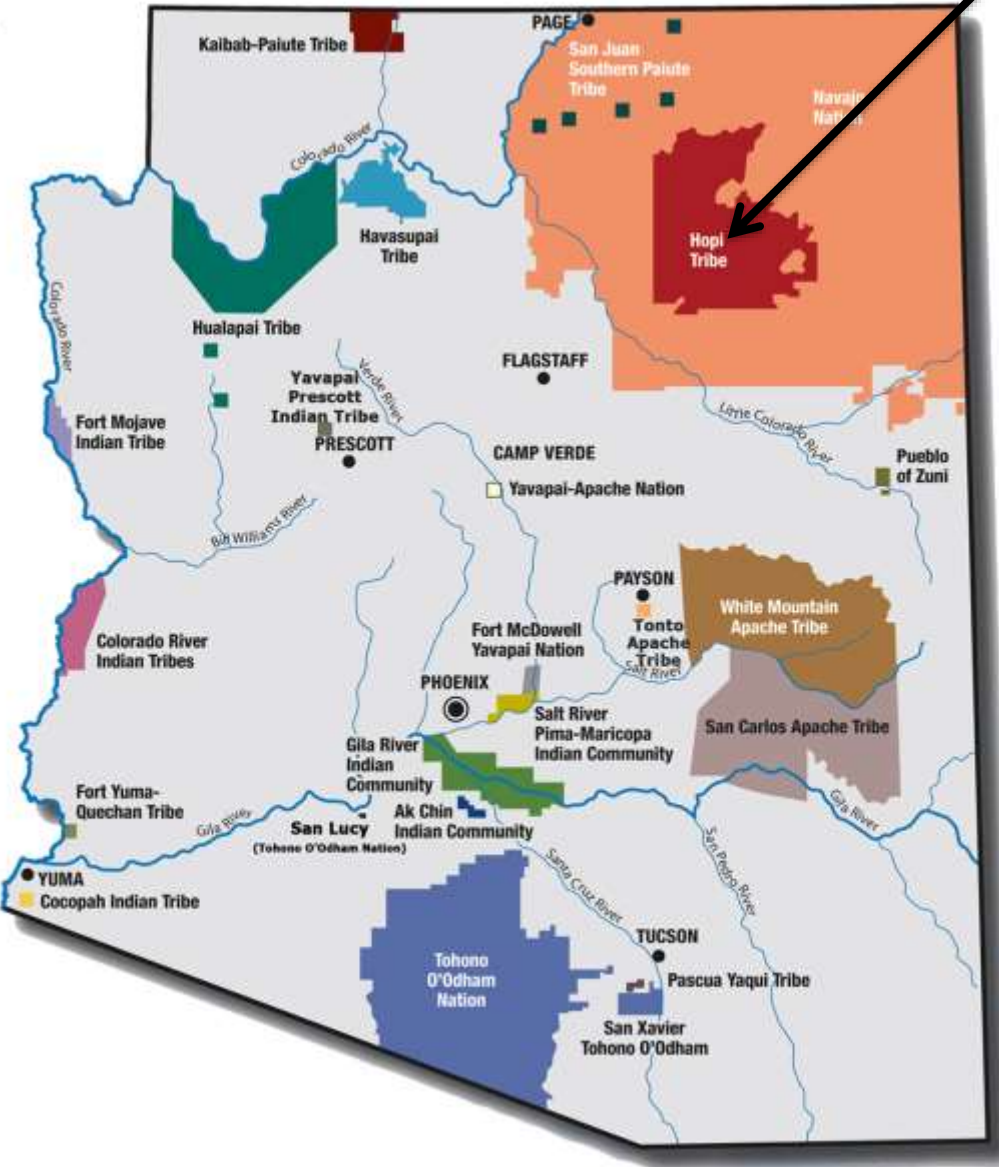 PAGE
Kaibab-Paiute Tribe
San Juan
Southern Paiute
Tribe
Navajo
Nation
Colorado River
Havasupai
Tribe
Hopi
Tribe
Colorado River
Hualapai Tribe
FLAGSTAFF
Yavapai
Prescott
Indian Tribe
Verde River
PRESCOTT
Fort Mojave
Indian Tribe
Little Colorado River
CAMP VERDE
Yavapai-Apache Nation
Pueblo
of Zuni
Bill Williams River
PAYSON
Tonto
Apache
Tribe
White Mountain
Apache Tribe
Fort McDowell
Yavapai Nation
Colorado River
Indian Tribes
Salt River
PHOENIX
Salt River
Pima-Maricopa
Indian Community
San Carlos Apache Tribe
Gila River
Indian
Community
Fort Yuma-
Quechan Tribe
Gila River
San Lucy
(Tohono O'Odham Nation)
Ak Chin
Indian Community
Gila River
San Pedro River
Santa Cruz River
YUMA
Cocopah Indian Tribe
TUCSON
Tohono
O'Odham
Nation
Pascua Yaqui Tribe
San Xavier
Tohono O'Odham